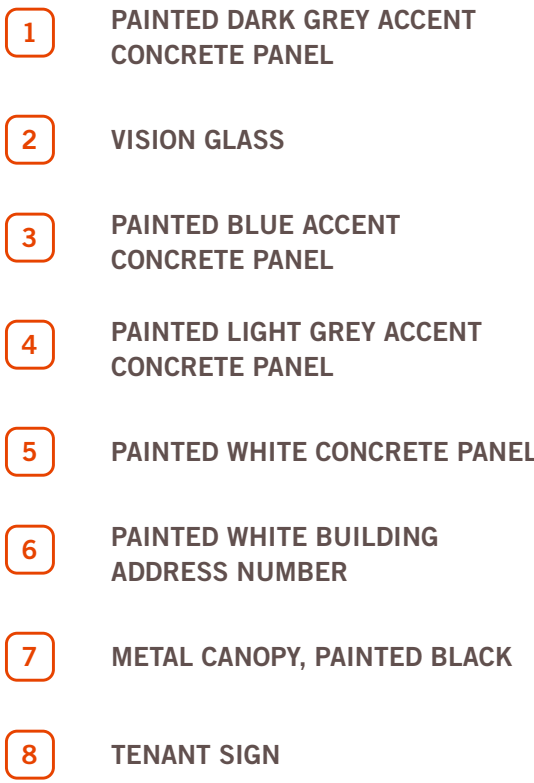 1 PAINTED DARK GREY ACCENT
CONCRETE PANEL
2 VISION GLASS
3 PAINTED BLUE ACCENT
CONCRETE PANEL
4 PAINTED LIGHT GREY ACCENT
CONCRETE PANEL
5 PAINTED WHITE CONCRETE PANEL
6 PAINTED WHITE BUILDING
ADDRESS NUMBER
7 METAL CANOPY, PAINTED BLACK
8 TENANT SIGN